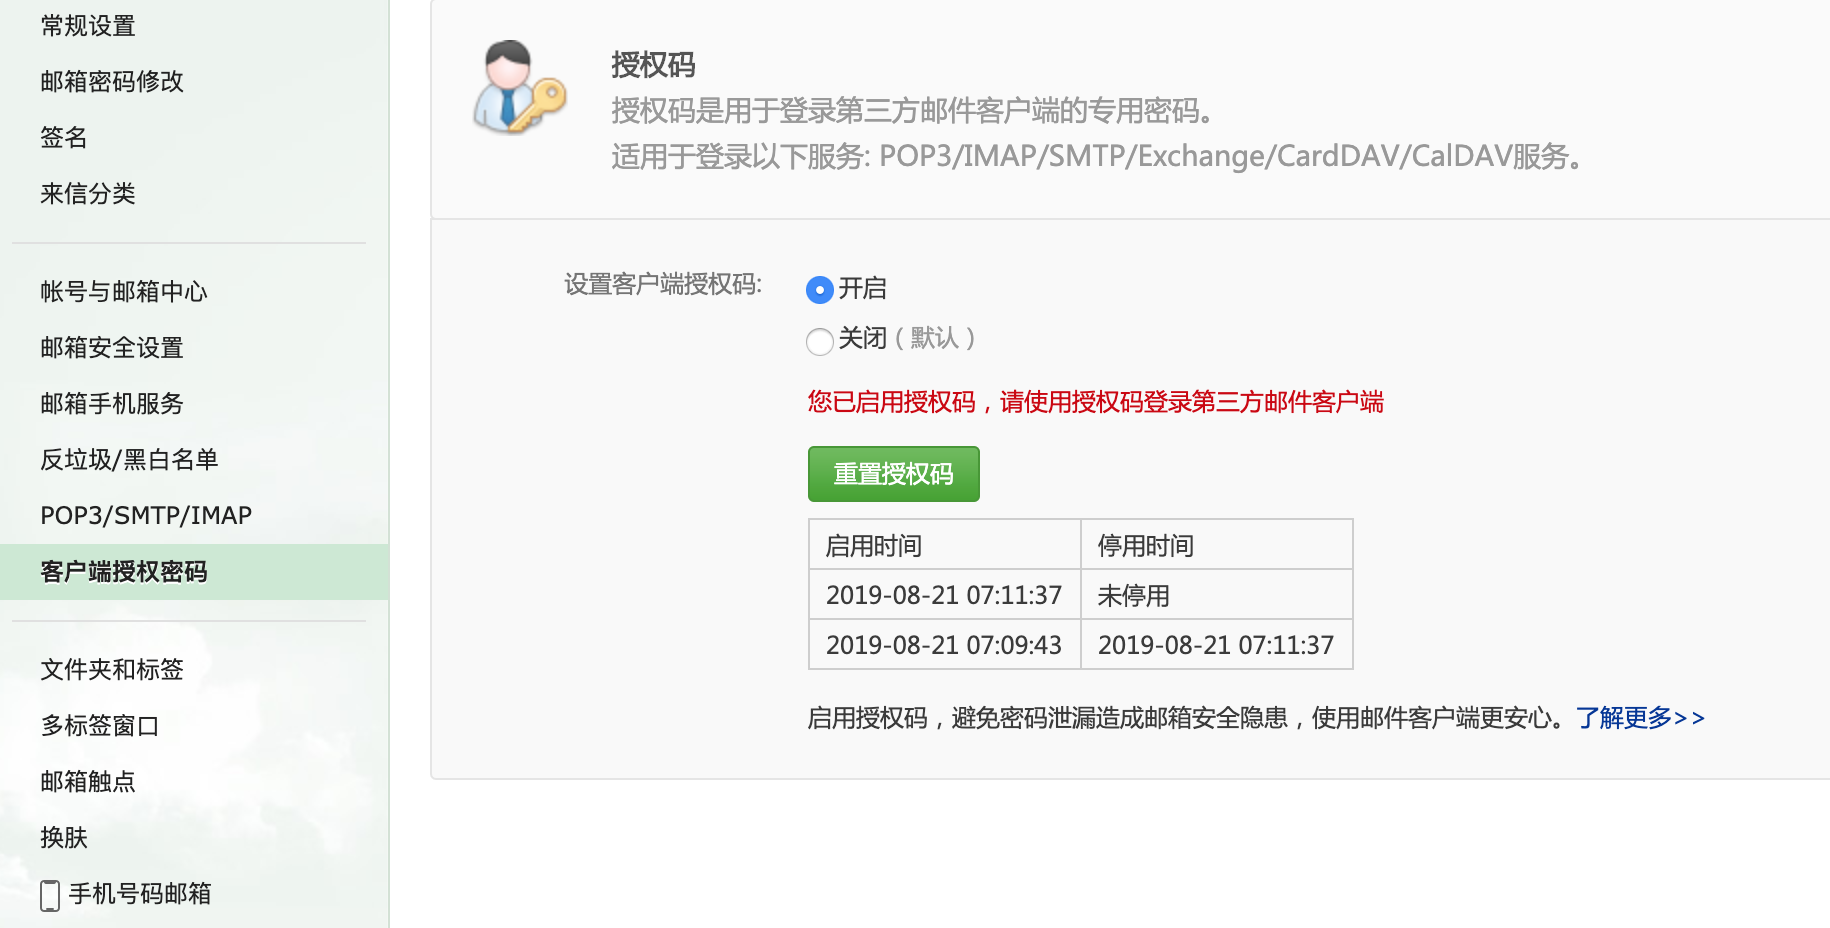 常规设置
邮箱密码修改
签名
来信分类
帐号与邮箱中心
邮箱安全设置
邮箱手机服务
反垃圾/黑白名单
POP3/SMTP/IMAP
客户端授权密码
文件夹和标签
多标签窗口
邮箱触点
换肤
手机号码邮箱
授权码
授权码是用于登录第三方邮件客户端的专用密码。
适用于登录以下服务: POP3/IMAP/SMTP/Exchange/CardDAV/CalDAV服务。
设置客户端授权码: 开启
关闭（默认）
您已启用授权码，请使用授权码登录第三方邮件客户端
重置授权码
启用时间 停用时间
2019-08-21 07:11:37 未停用
2019-08-21 07:09:43 2019-08-21 07:11:37
启用授权码，避免密码泄漏造成邮箱安全隐患，使用邮件客户端更安心。了解更多>>